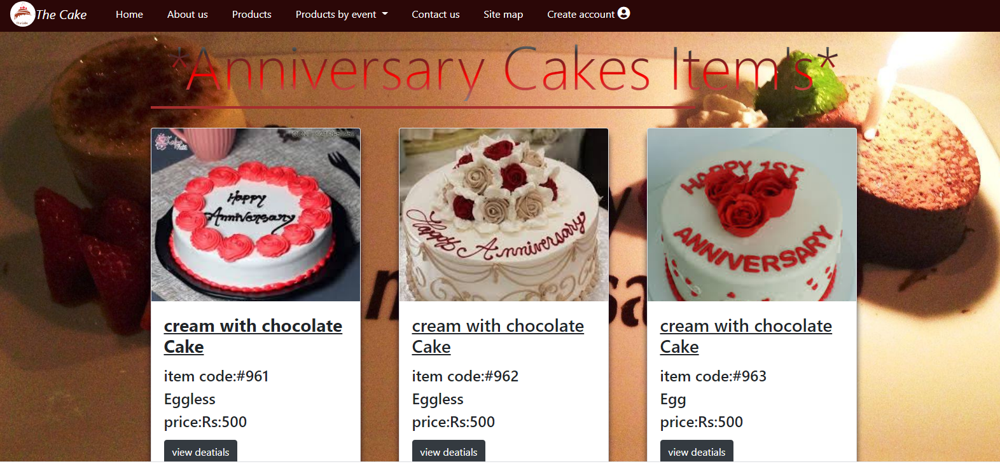 The Cake
Home
About us
Products
Products by event
Contact us
Site map
Create account
*Anniversary Cakes Item's*
Happy
Anniversary
Happy Anniversary
HAPPY 1ST
ANNIVERSARY
cream with chocolate
Cake
item code:#961
Eggless
price:Rs:500
view deatials
cream with chocolate
Cake
item code:#962
Eggless
price:Rs:500
view deatials
cream with chocolate
Cake
item code:#963
Egg
price:Rs:500
view deatials